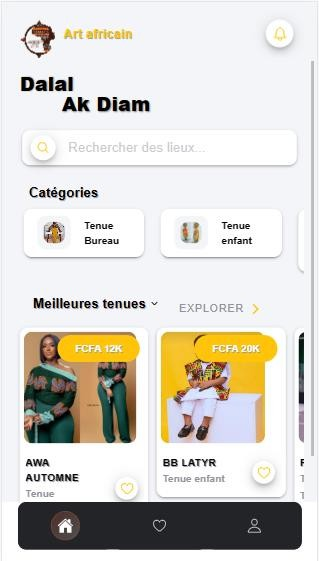 Art africain
Dalal
Ak Diam
Rechercher des lieux...
Catégories
Tenue
Bureau
Tenue
enfant
Meilleures tenues
EXPLORER
FCFA 12K
FCFA 20K
AWA
AUTOMNE
Tenue
BB LATYR
Tenue enfant